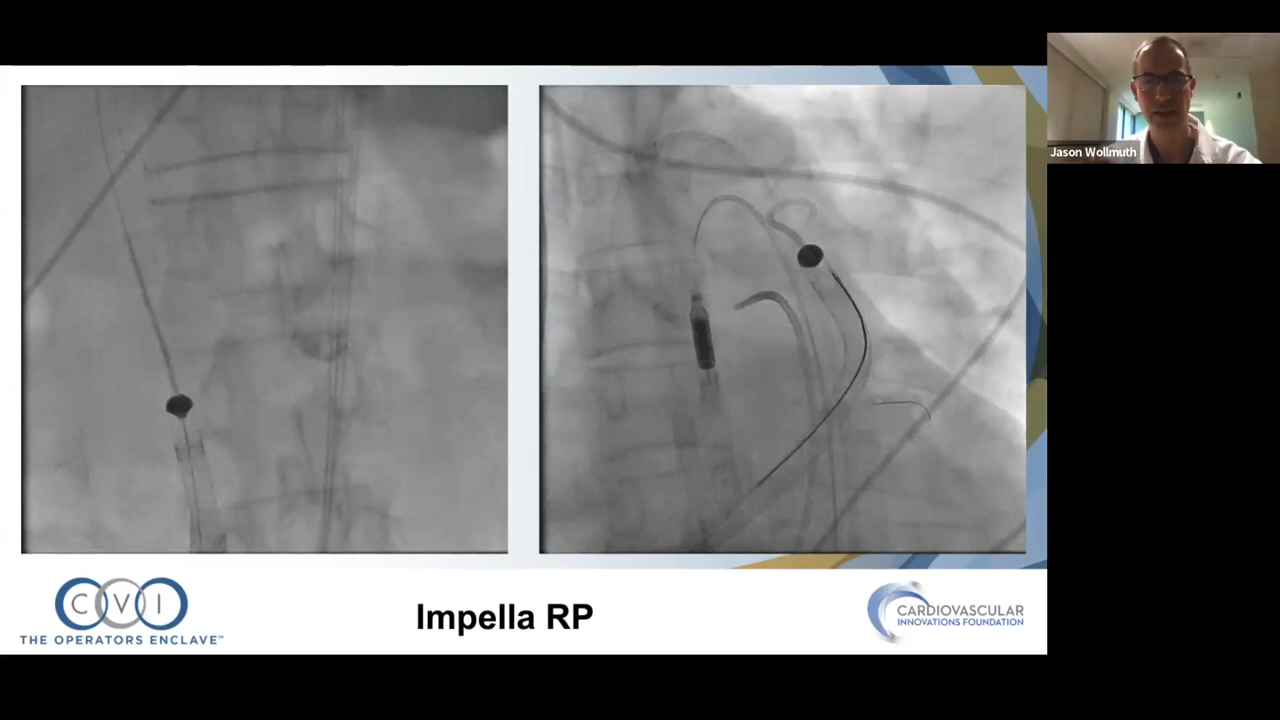 Jason Wollmuth
CVI
THE OPERATORS ENCLAVE™
Impella RP
CARDIOVASCULAR
INNOVATIONS FOUNDATION